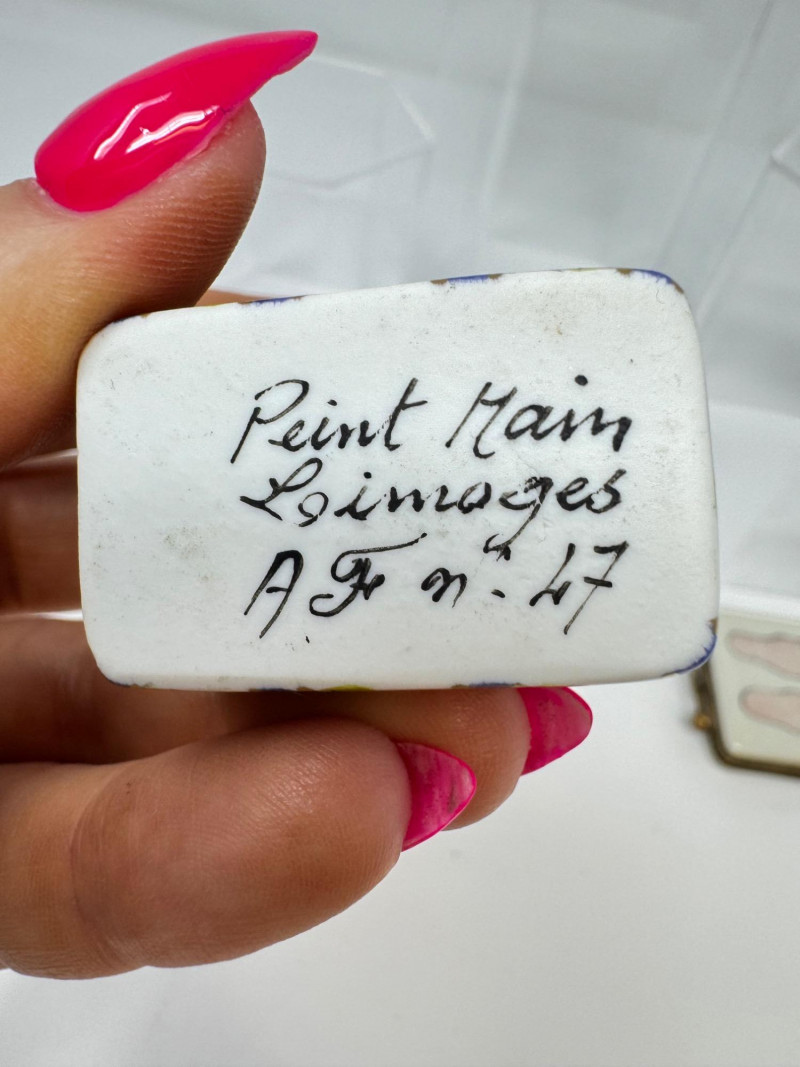 Peint Main
Limoges
AF n° 47